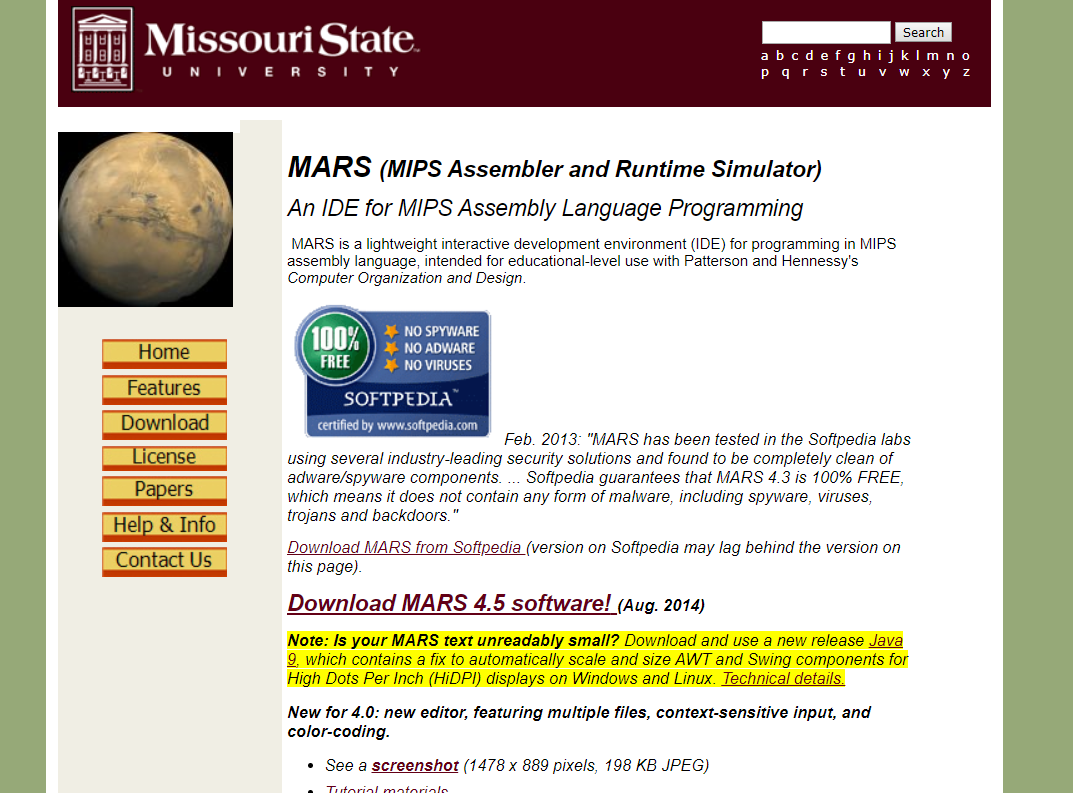 Missouri State™
UNIVERSITY
Search
a b c d e f g h i j k l m n o
p q r s t u v w x y z
Home
Features
Download
License
Papers
Help & Info
Contact Us
MARS (MIPS Assembler and Runtime Simulator)
An IDE for MIPS Assembly Language Programming
MARS is a lightweight interactive development environment (IDE) for programming in MIPS
assembly language, intended for educational-level use with Patterson and Hennessy's
Computer Organization and Design.
100%
FREE
NO SPYWARE
NO ADWARE
NO VIRUSES
SOFTPEDIA™
certified by www.softpedia.com
Feb. 2013: "MARS has been tested in the Softpedia labs
using several industry-leading security solutions and found to be completely clean of
adware/spyware components. ... Softpedia guarantees that MARS 4.3 is 100% FREE,
which means it does not contain any form of malware, including spyware, viruses,
trojans and backdoors."
Download MARS from Softpedia (version on Softpedia may lag behind the version on
this page).
Download MARS 4.5 software! (Aug. 2014)
Note: Is your MARS text unreadably small? Download and use a new release Java
9, which contains a fix to automatically scale and size AWT and Swing components for
High Dots Per Inch (HiDPI) displays on Windows and Linux. Technical details.
New for 4.0: new editor, featuring multiple files, context-sensitive input, and
color-coding.
• See a screenshot (1478 x 889 pixels, 198 KB JPEG)
• Tutorial materials